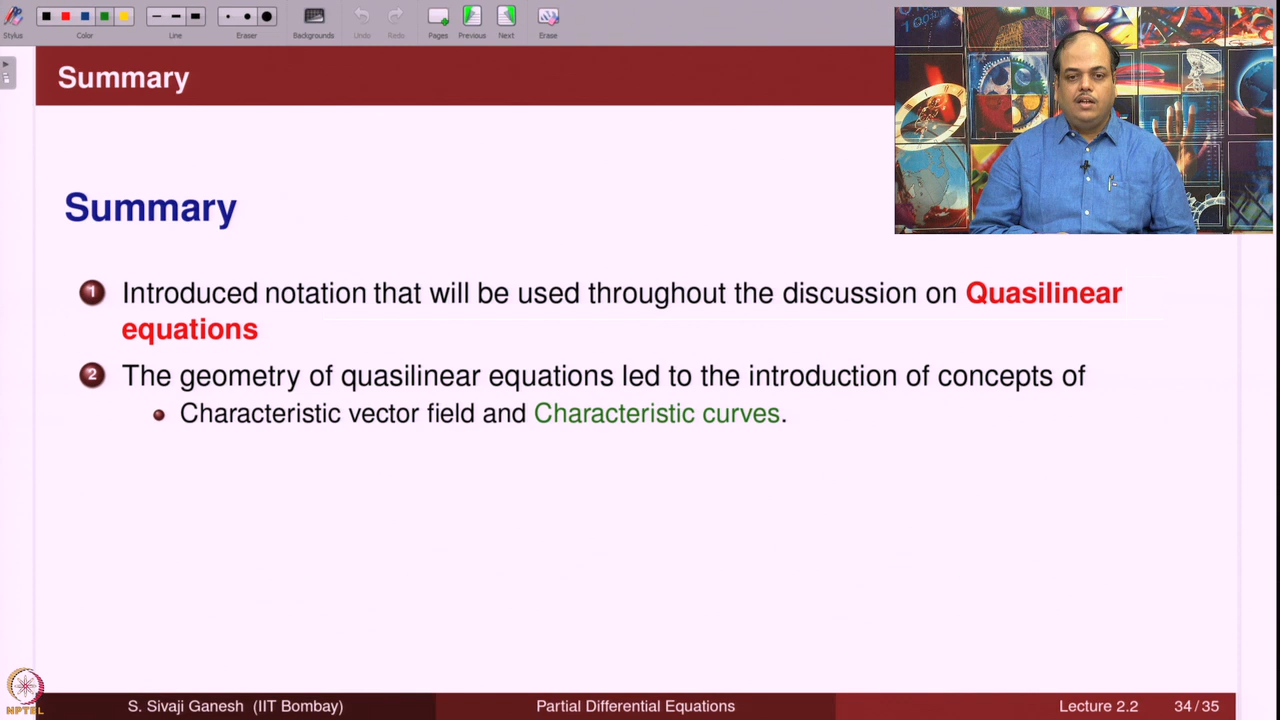 Stylus
Color
Line
Eraser
Backgrounds
Undo
Redo
Pages
Previous
Next
Erase
Summary
Summary
1 Introduced notation that will be used throughout the discussion on Quasilinear
equations
2 The geometry of quasilinear equations led to the introduction of concepts of
Characteristic vector field and Characteristic curves.
NPTEL
S. Sivaji Ganesh (IIT Bombay)
Partial Differential Equations
Lecture 2.2
34/35